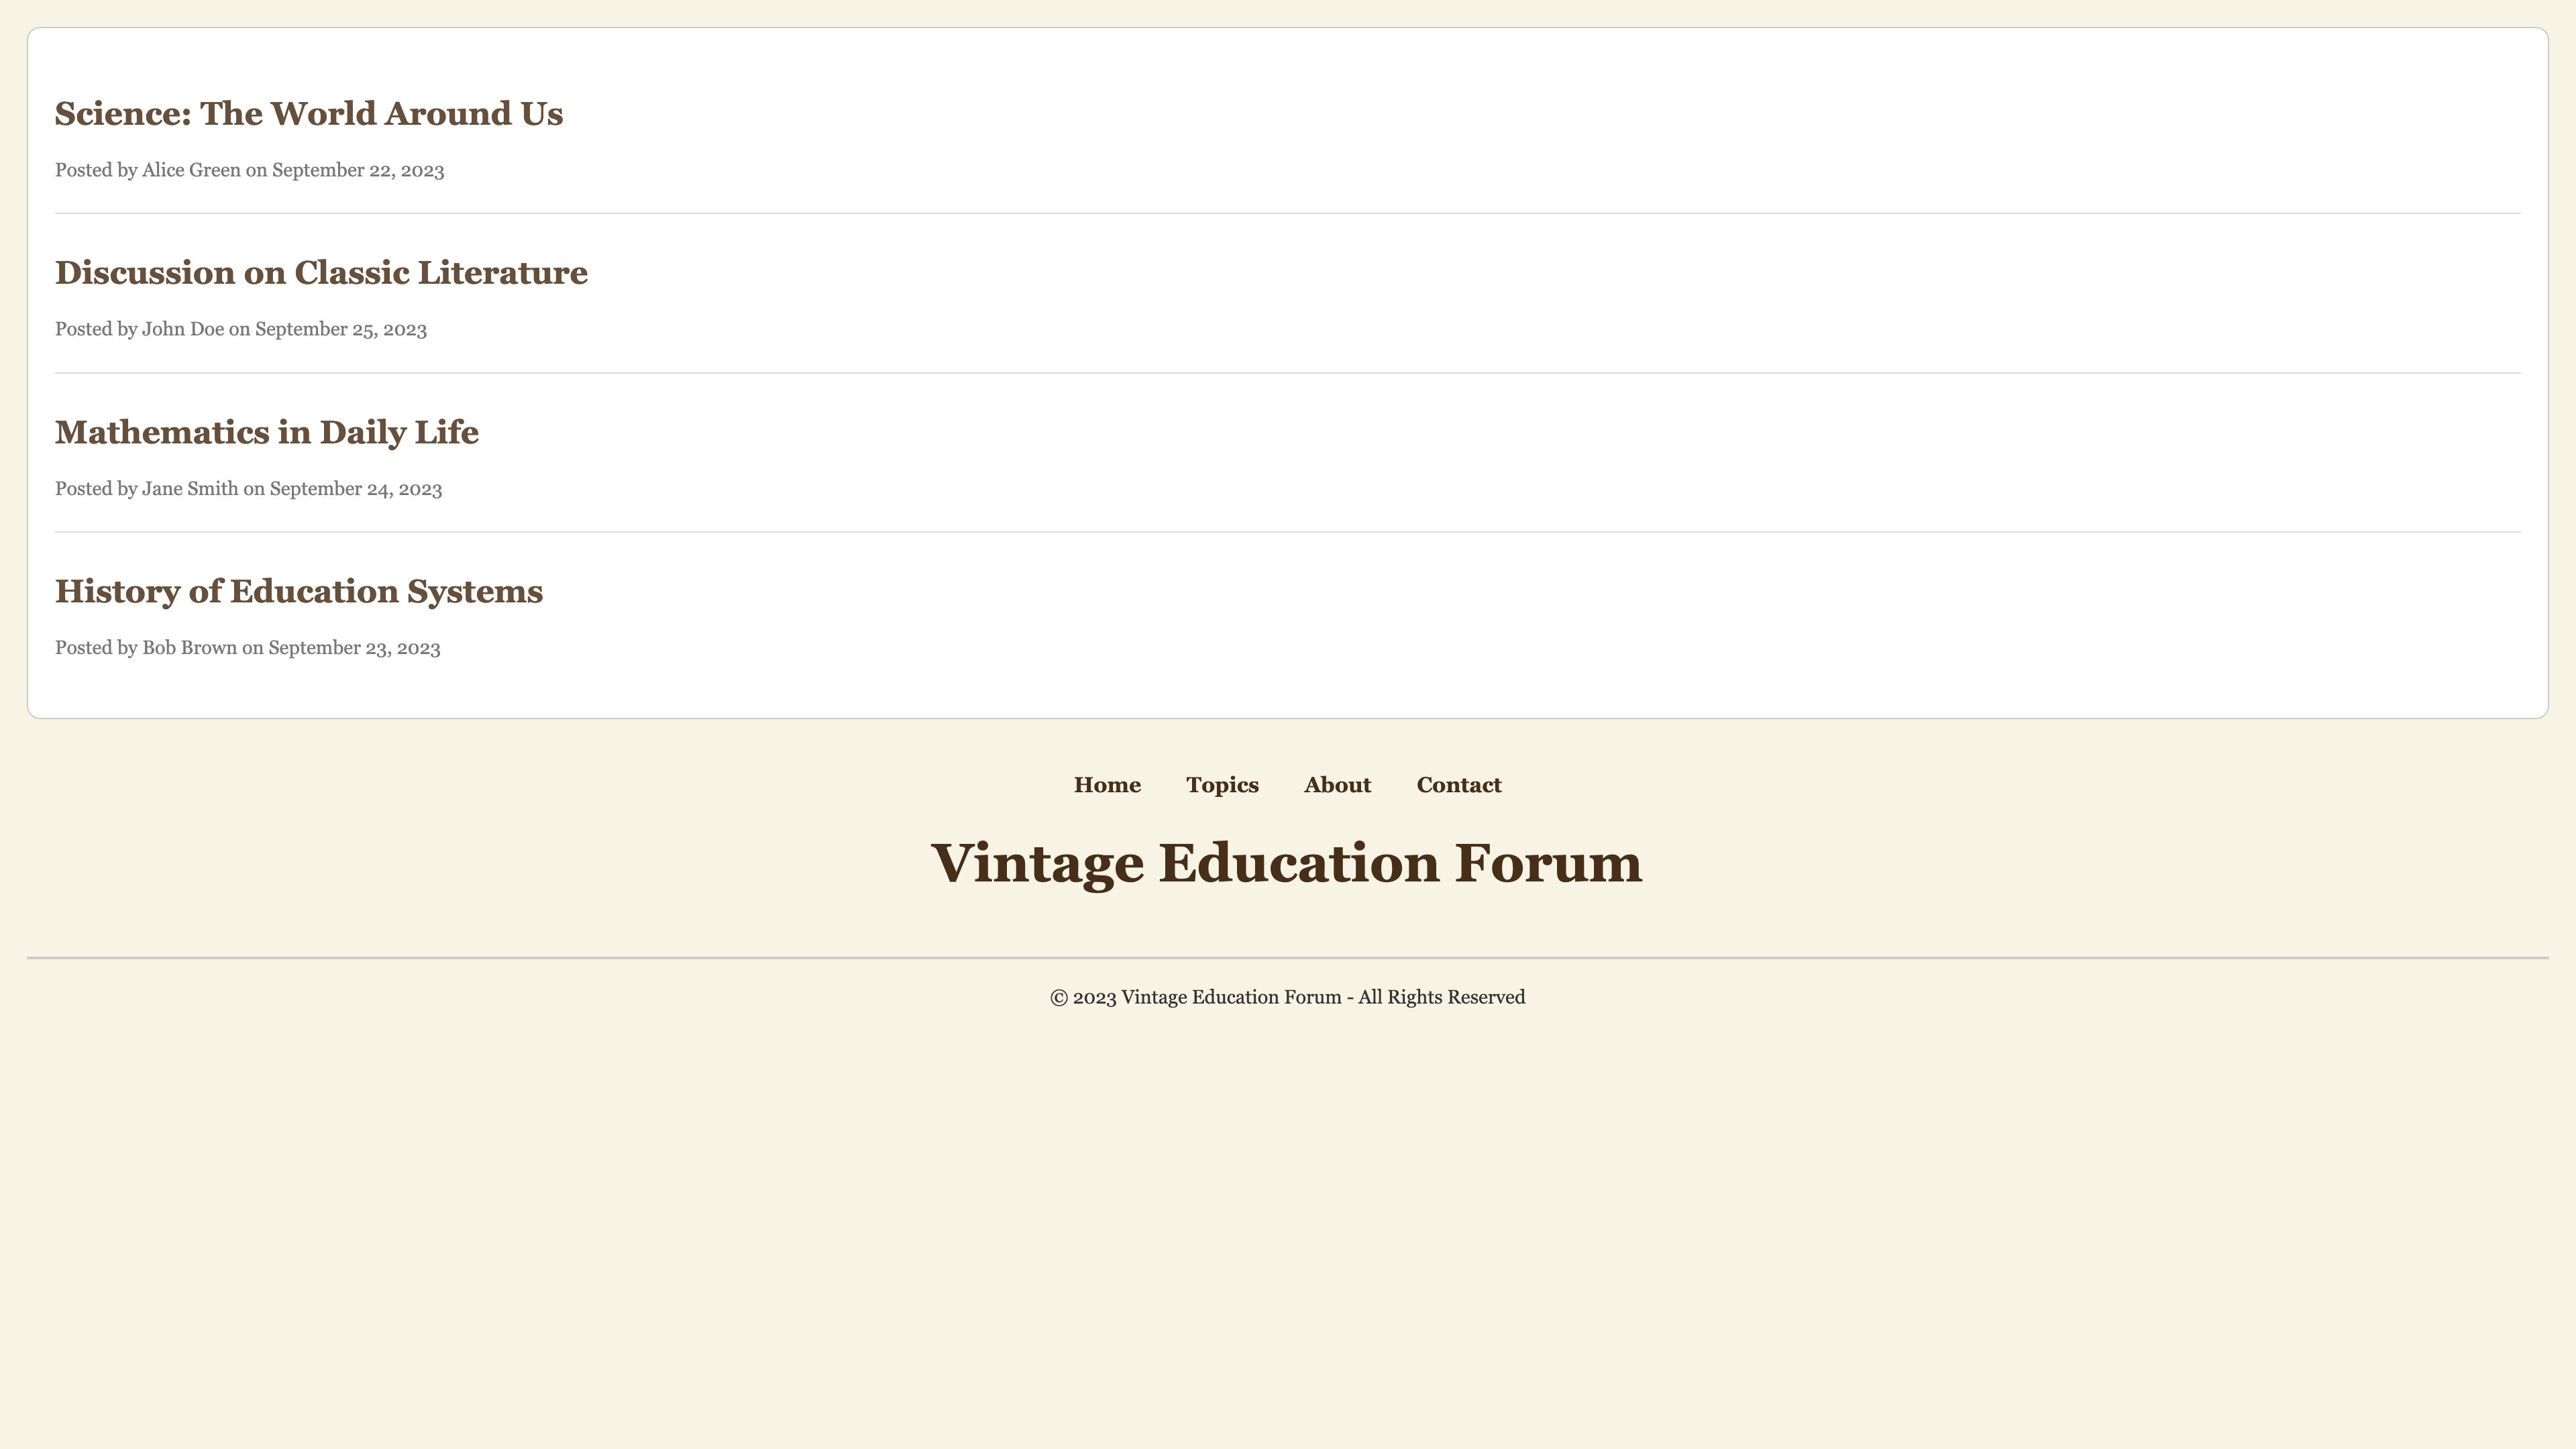 Science: The World Around Us
Posted by Alice Green on September 22, 2023
Discussion on Classic Literature
Posted by John Doe on September 25, 2023
Mathematics in Daily Life
Posted by Jane Smith on September 24, 2023
History of Education Systems
Posted by Bob Brown on September 23, 2023
Home Topics About Contact
Vintage Education Forum
© 2023 Vintage Education Forum - All Rights Reserved